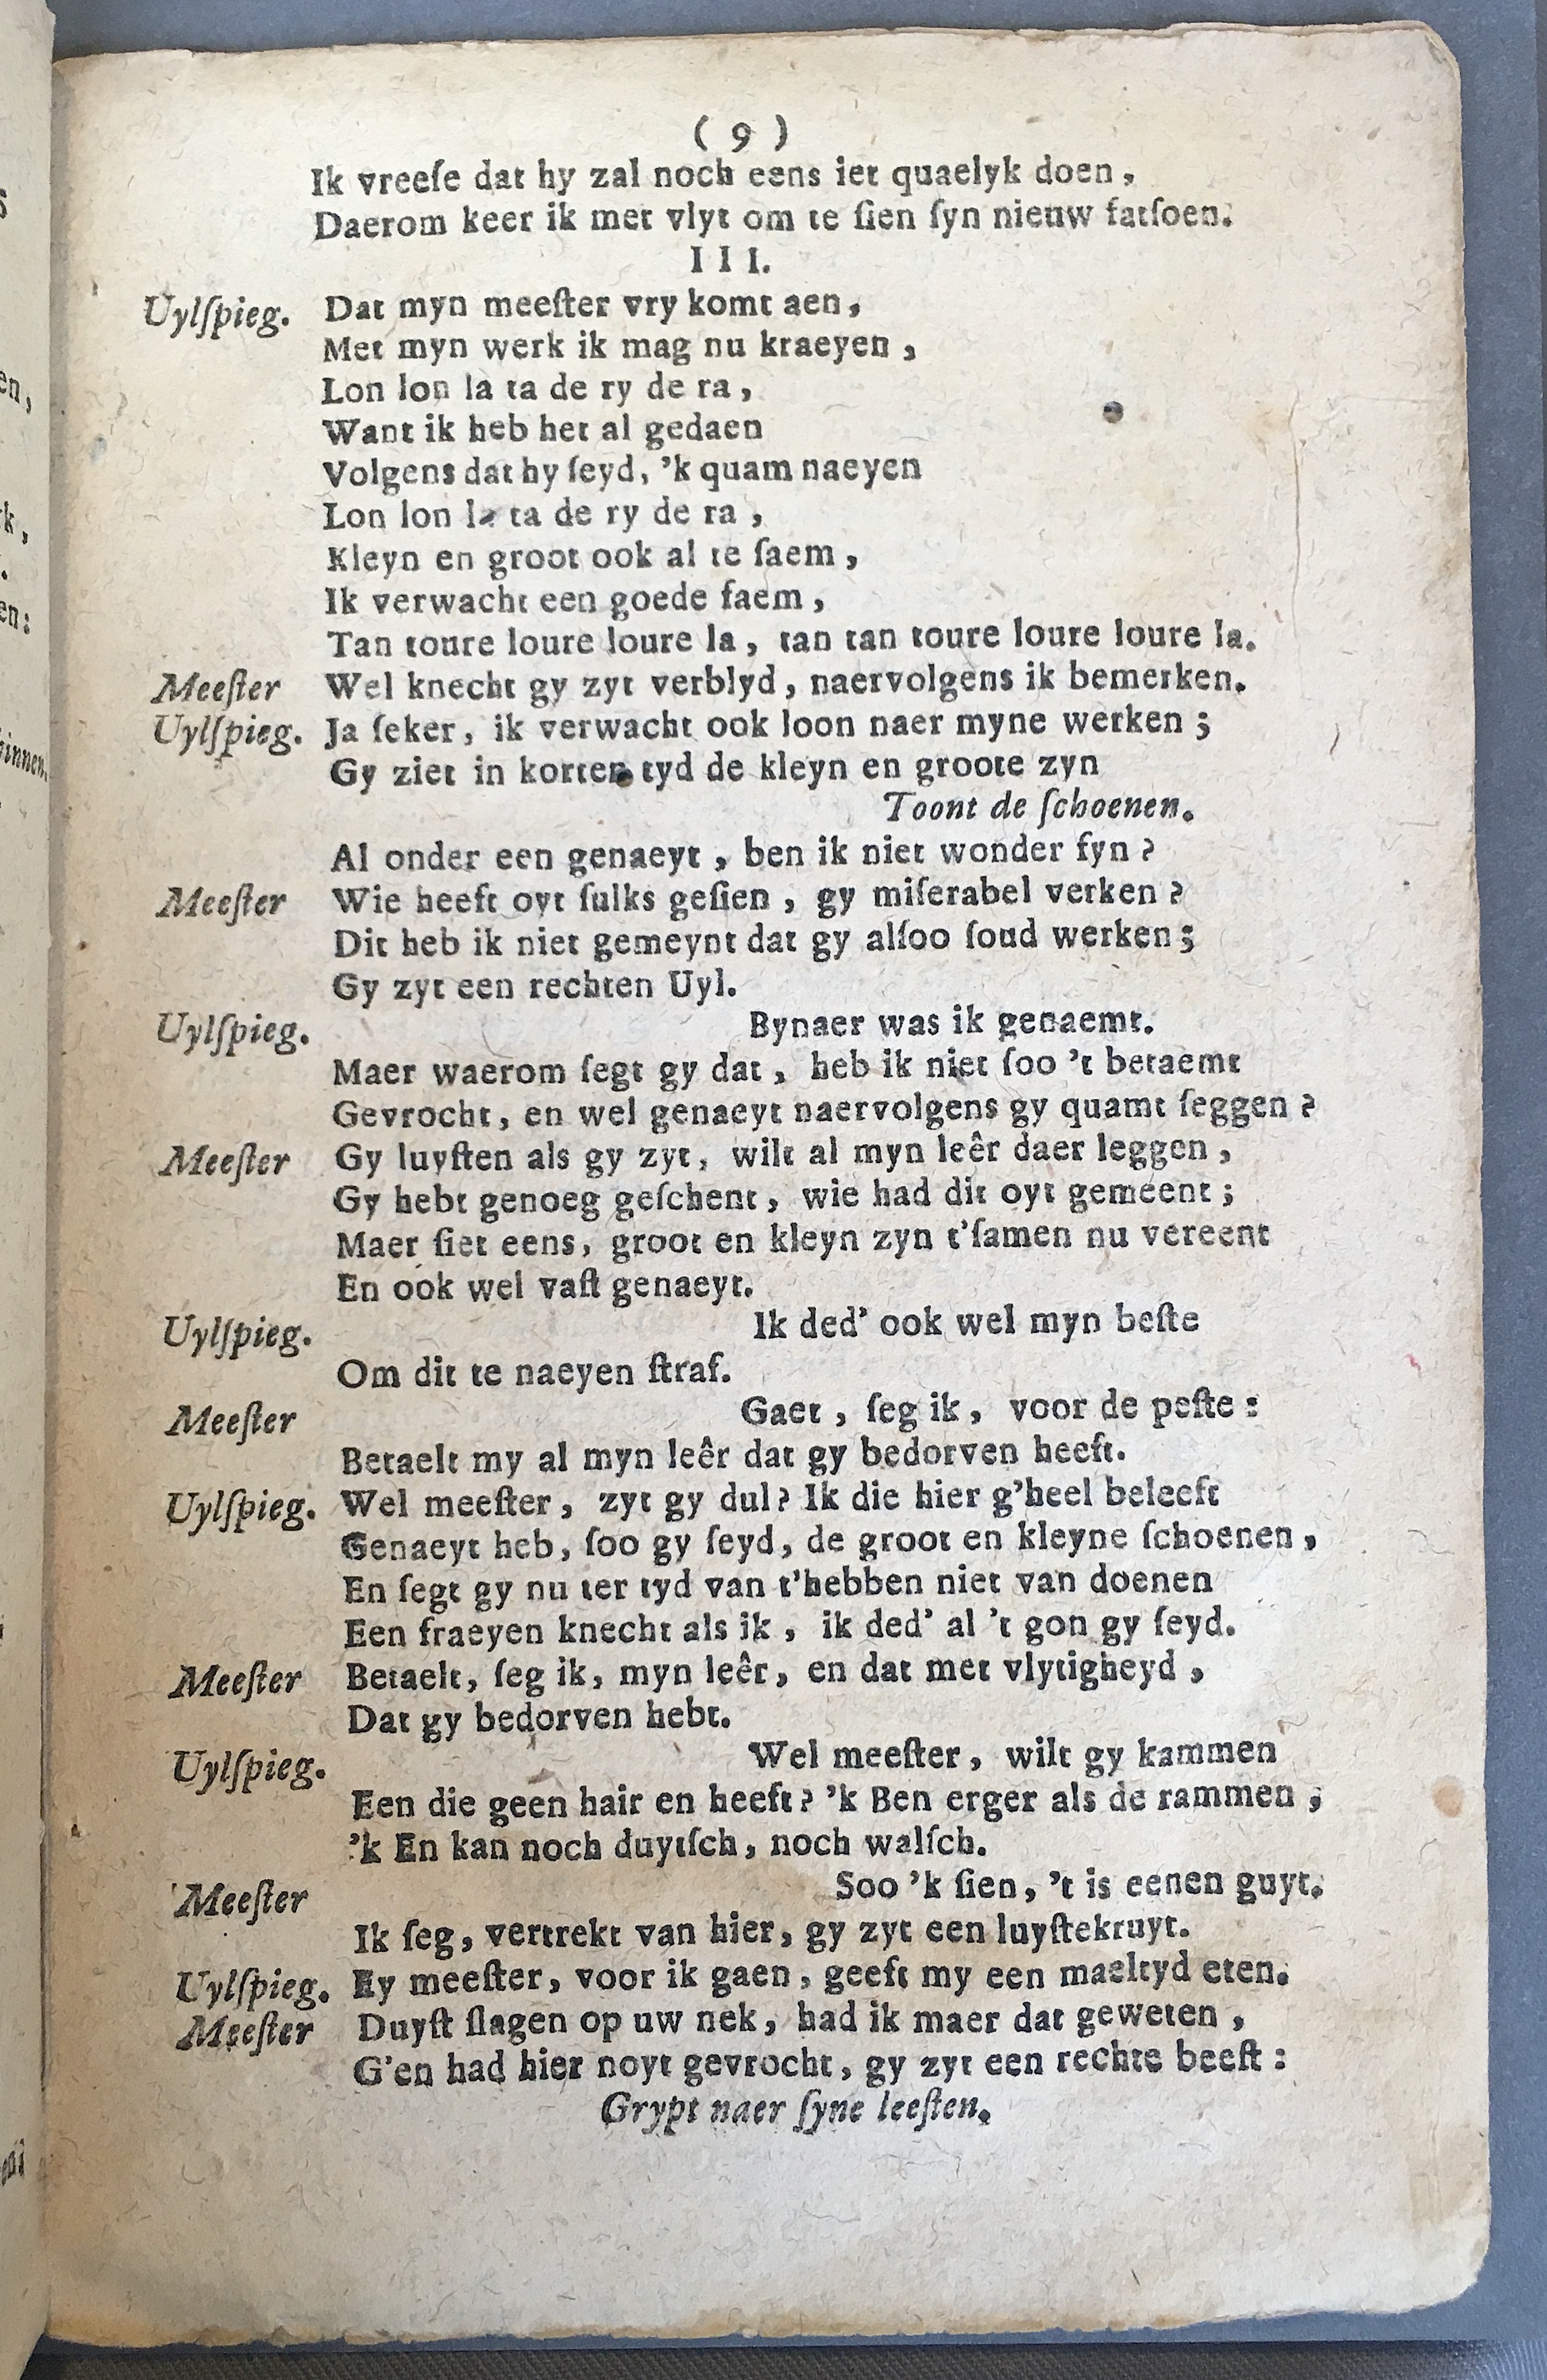 ( 9 )
Ik vreeſe dat hy zal noch eens iet quaelyk doen ,
Daerom keer ik met vlyt om te ſien ſyn nieuw fatſoen.
I I I.
Uylſpieg. Dat myn meeſter vry komt aen ,
Met myn werk ik mag nu kraeyen ,
Lon lon la ta de ry de ra ,
Want ik heb het al gedaen
Volgens dat hy ſeyd, 'k quam naeyen
Lon lon la ta de ry de ra ,
Kleyn en groot ook al te ſaem ,
Ik verwacht een goede faem ,
Tan toure loure loure la , tan tan toure loure loure la.
Meeſter Wel knecht gy zyt verblyd , naervolgens ik bemerken.
Uylſpieg. Ja ſeker , ik verwacht ook loon naer myne werken ;
Gy ziet in korten tyd de kleyn en groote zyn
Toont de ſchoenen.
Al onder een genaeyt , ben ik niet wonder fyn ?
Meeſter Wie heeft oyt ſulks geſien , gy miſerabel verken ?
Dit heb ik niet gemeynt dat gy alſoo ſoud werken ;
Gy zyt een rechten Uyl.
Uylſpieg. Bynaer was ik genaemt.
Maer waerom ſegt gy dat , heb ik niet ſoo 't betaemt
Gevrocht, en wel genaeyt naervolgens gy quamt ſeggen ?
Meeſter Gy luyſten als gy zyt, wilt al myn leêr daer leggen ,
Gy hebt genoeg geſchent , wie had dit oyt gemeent ;
Maer ſiet eens, groot en kleyn zyn t'ſamen nu vereent
En ook wel vaſt genaeyt.
Uylſpieg. Ik ded' ook wel myn beſte
Om dit te naeyen ſtraf.
Meeſter Gaet , ſeg ik , voor de peſte :
Betaelt my al myn leêr dat gy bedorven heeft.
Uylſpieg. Wel meeſter , zyt gy dul? Ik die hier g'heel beleeft
Genaeyt heb, ſoo gy ſeyd, de groot en kleyne ſchoenen ,
En ſegt gy nu ter tyd van t'hebben niet van doenen
Een fraeyen knecht als ik , ik ded' al 't gon gy ſeyd.
Meeſter Betaelt, ſeg ik, myn leêr, en dat met vlytigheyd ,
Dat gy bedorven hebt.
Uylſpieg. Wel meeſter, wilt gy kammen
Een die geen hair en heeft? 'k Ben erger als de rammen ;
'k En kan noch duytſch, noch walſch.
Meeſter Soo 'k ſien, 't is eenen guyt.
Ik ſeg, vertrekt van hier, gy zyt een luyſtekruyt.
Uylſpieg. Ey meeſter, voor ik gaen, geeft my een maeltyd eten.
Meeſter Duyſt ſlagen op uw nek, had ik maer dat geweten ,
G'en had hier noyt gevrocht, gy zyt een rechte beeſt :
Grypt naer ſyne leeſten.